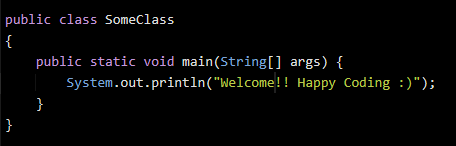 public class SomeClass
{
    public static void main(String[] args) {
        System.out.println("Welcome!! Happy Coding :)");
    }
}